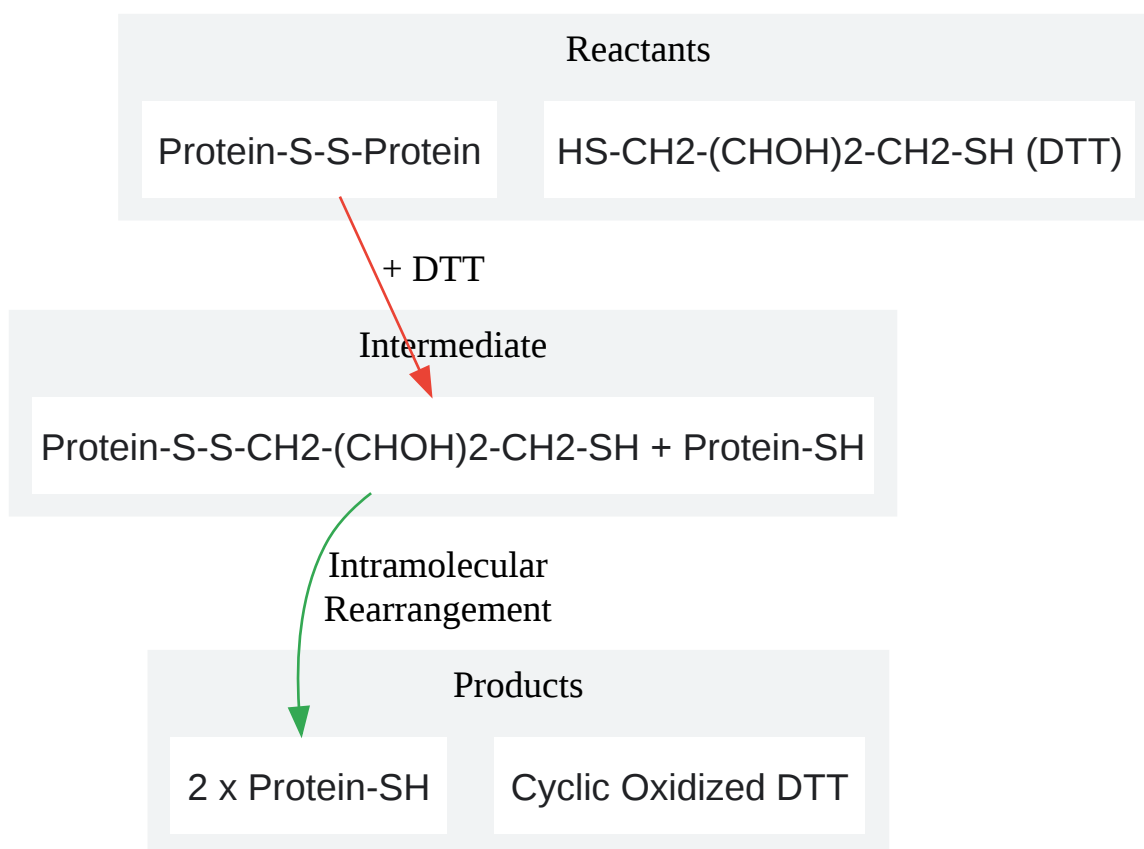 Reactants
Protein-S-S-Protein
HS-CH2-(CHOH)2-CH2-SH (DTT)
+ DTT
Intermediate
Protein-S-S-CH2-(CHOH)2-CH2-SH + Protein-SH
Intramolecular
Rearrangement
Products
2 x Protein-SH
Cyclic Oxidized DTT